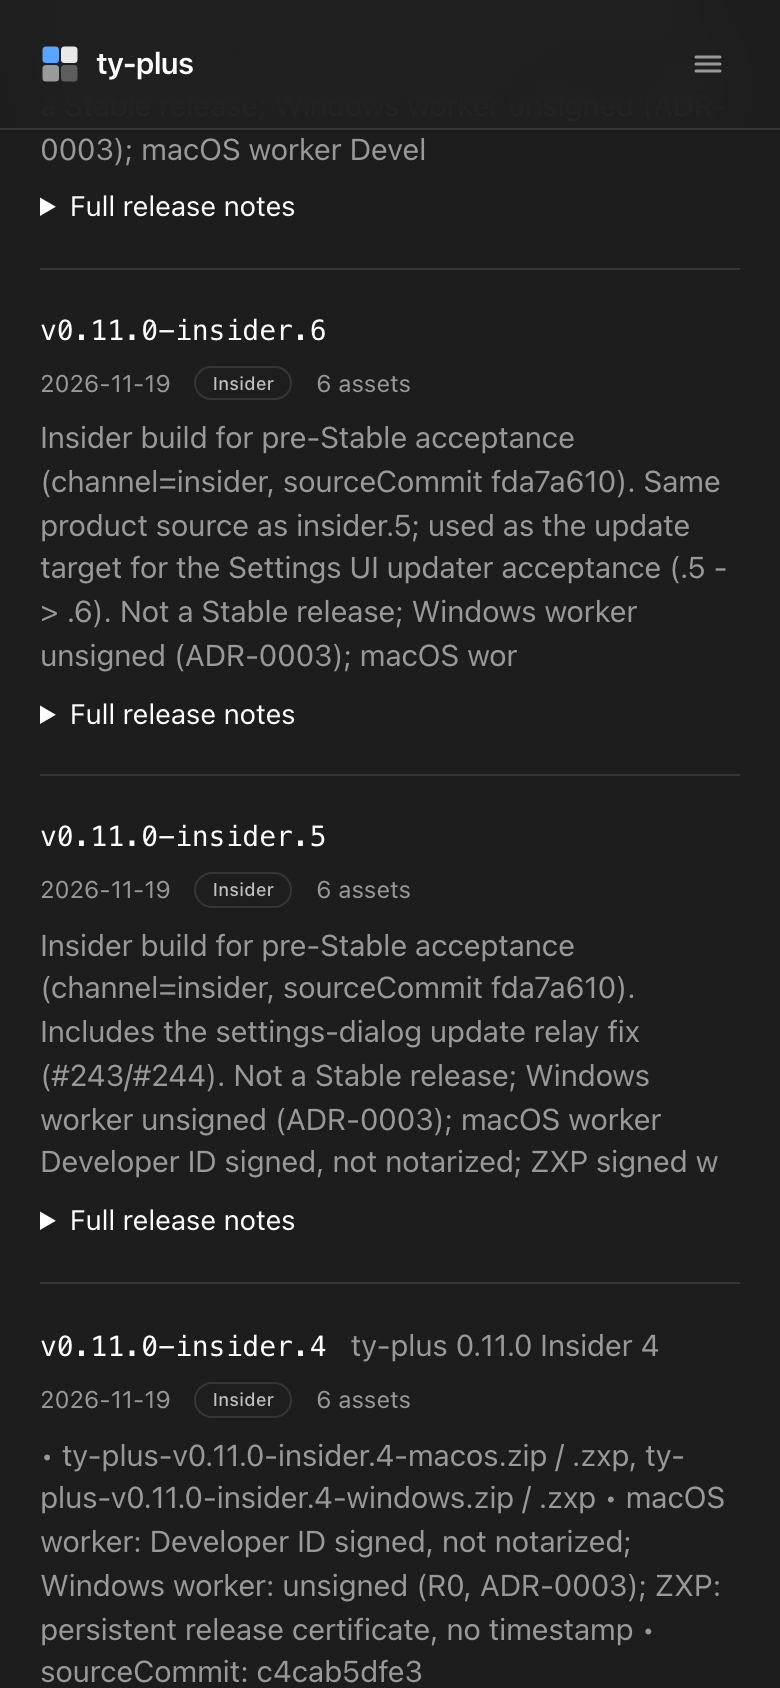 ty-plus
a Stable release; Windows worker unsigned (ADR-
0003); macOS worker Devel
▶ Full release notes
v0.11.0-insider.6
2026-11-19 Insider 6 assets
Insider build for pre-Stable acceptance
(channel=insider, sourceCommit fda7a610). Same
product source as insider.5; used as the update
target for the Settings UI updater acceptance (.5 -
> .6). Not a Stable release; Windows worker
unsigned (ADR-0003); macOS wor
▶ Full release notes
v0.11.0-insider.5
2026-11-19 Insider 6 assets
Insider build for pre-Stable acceptance
(channel=insider, sourceCommit fda7a610).
Includes the settings-dialog update relay fix
(#243/#244). Not a Stable release; Windows
worker unsigned (ADR-0003); macOS worker
Developer ID signed, not notarized; ZXP signed w
▶ Full release notes
v0.11.0-insider.4 ty-plus 0.11.0 Insider 4
2026-11-19 Insider 6 assets
• ty-plus-v0.11.0-insider.4-macos.zip / .zxp, ty-
plus-v0.11.0-insider.4-windows.zip / .zxp • macOS
worker: Developer ID signed, not notarized;
Windows worker: unsigned (R0, ADR-0003); ZXP:
persistent release certificate, no timestamp •
sourceCommit: c4cab5dfe3